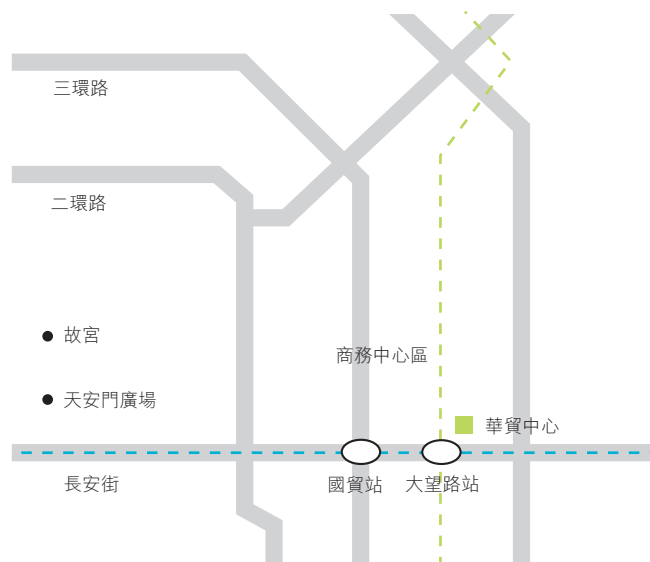 三環路
二環路
故宮
商務中心區
天安門廣場
華貿中心
長安街
國貿站
大望路站